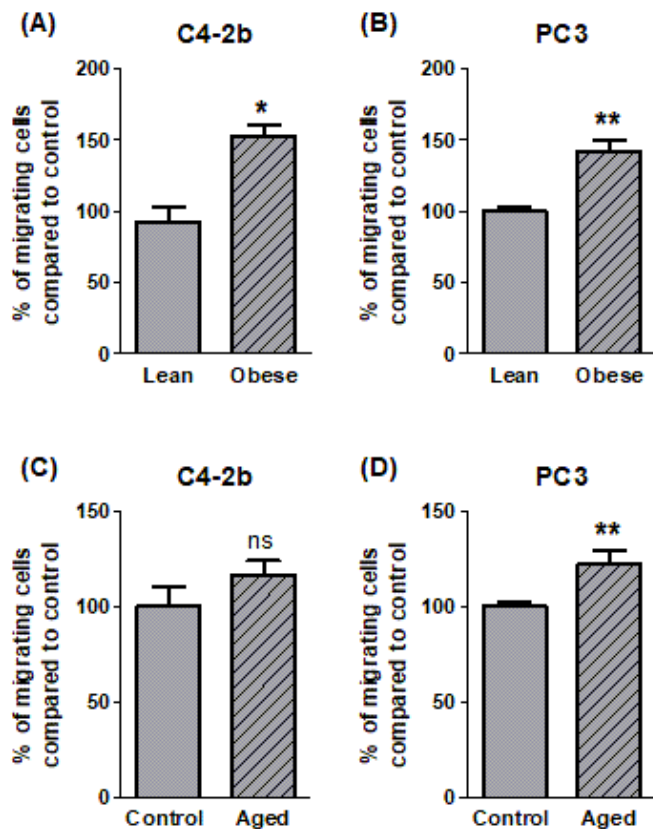 (A)
C4-2b
% of migrating cells
compared to control
200
150
100
50
0
*
Lean
Obese
(B)
PC3
% of migrating cells
compared to control
200
150
100
50
0
**
Lean
Obese
(C)
C4-2b
% of migrating cells
compared to control
150
100
50
0
ns
Control
Aged
(D)
PC3
% of migrating cells
compared to control
150
100
50
0
**
Control
Aged